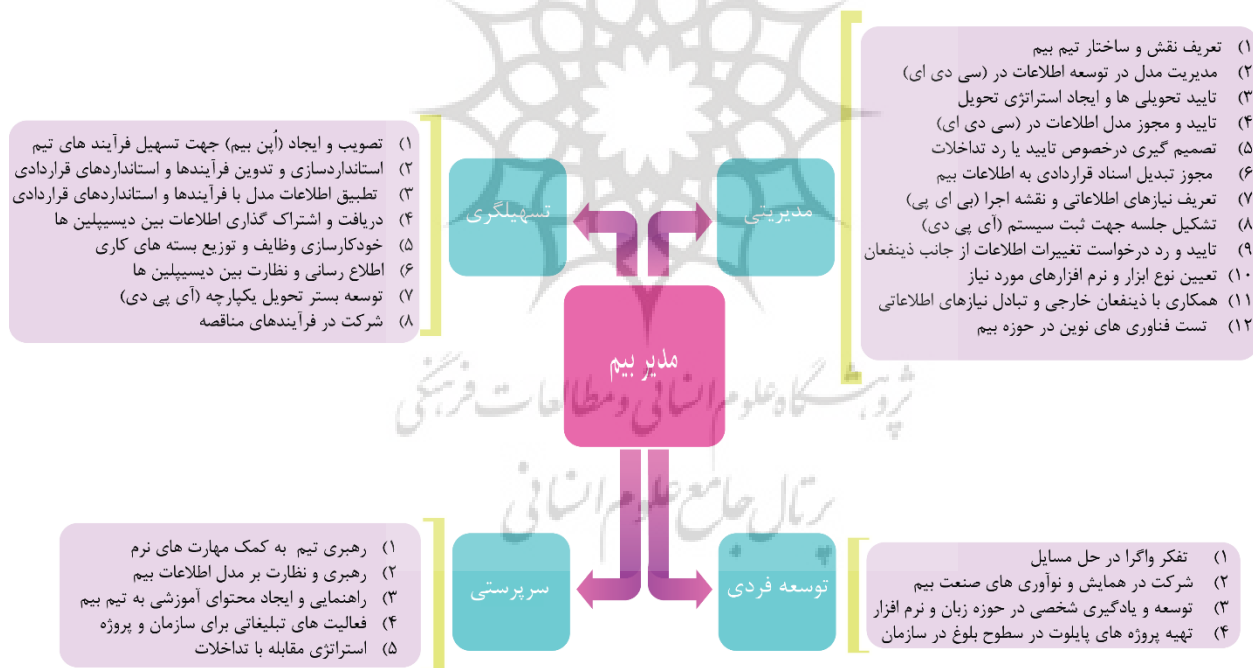 ۱) تعریف نقش و ساختار تیم بیم
۲) مدیریت مدل در توسعه اطلاعات در (سی دی ای)
۳) تایید تحویلی ها و ایجاد استراتژی تحویل
۴) تایید و مجوز مدل اطلاعات در (سی دی ای)
۵) تصمیم گیری درخصوص تایید یا رد تداخلات
۶) مجوز تبدیل اسناد قراردادی به اطلاعات بیم
۷) تعریف نیازهای اطلاعاتی و نقشه اجرا (بی ای پی)
۸) تشکیل جلسه جهت ثبت سیستم (آی پی دی)
۹) تایید و رد درخواست تغییرات اطلاعات از جانب ذینفعان
۱۰) تعیین نوع ابزار و نرم افزارهای مورد نیاز
۱۱) همکاری با ذینفعان خارجی و تبادل نیازهای اطلاعاتی
۱۲) تست فناوری های نوین در حوزه بیم
مدیریتی
تسهیلگری
۱) تصویب و ایجاد (اُپن بیم) جهت تسهیل فرآیند های تیم
۲) استانداردسازی و تدوین فرآیندها و استانداردهای قراردادی
۳) تطبیق اطلاعات مدل با فرآیندها و استانداردهای قراردادی
۴) دریافت و اشتراک گذاری اطلاعات بین دیسیپلین ها
۵) خودکارسازی وظایف و توزیع بسته های کاری
۶) اطلاع رسانی و نظارت بین دیسیپلین ها
۷) توسعه بستر تحویل یکپارچه (آی پی دی)
۸) شرکت در فرآیندهای مناقصه
مدیر بیم
پژوهشگاه علوم انسانی و مطالعات فرهنگی
پرتال جامع علوم انسانی
۱) تفکر واگرا در حل مسایل
۲) شرکت در همایش و نوآوری های صنعت بیم
۳) توسعه و یادگیری شخصی در حوزه زبان و نرم افزار
۴) تهیه پروژه های پایلوت در سطوح بلوغ در سازمان
توسعه فردی
سرپرستی
۱) رهبری تیم به کمک مهارت های نرم
۲) رهبری و نظارت بر مدل اطلاعات بیم
۳) راهنمایی و ایجاد محتوای آموزشی به تیم بیم
۴) فعالیت های تبلیغاتی برای سازمان و پروژه
۵) استراتژی مقابله با تداخلات